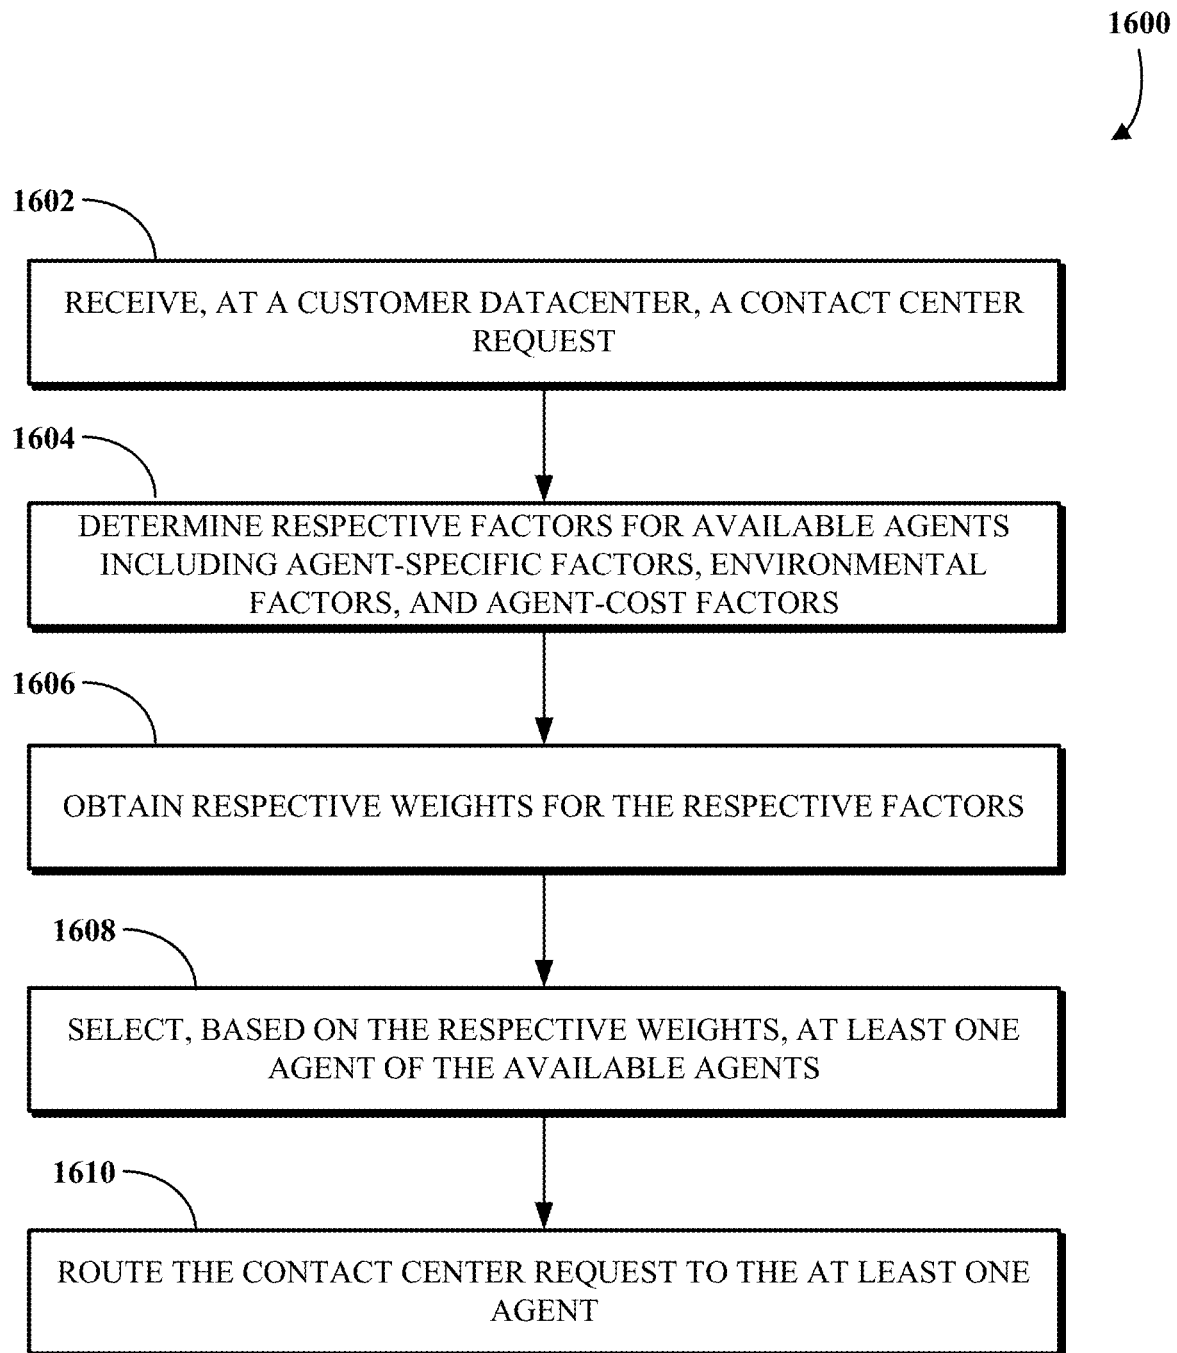 1600
1602
RECEIVE, AT A CUSTOMER DATACENTER, A CONTACT CENTER
REQUEST
1604
DETERMINE RESPECTIVE FACTORS FOR AVAILABLE AGENTS
INCLUDING AGENT-SPECIFIC FACTORS, ENVIRONMENTAL
FACTORS, AND AGENT-COST FACTORS
1606
OBTAIN RESPECTIVE WEIGHTS FOR THE RESPECTIVE FACTORS
1608
SELECT, BASED ON THE RESPECTIVE WEIGHTS, AT LEAST ONE
AGENT OF THE AVAILABLE AGENTS
1610
ROUTE THE CONTACT CENTER REQUEST TO THE AT LEAST ONE
AGENT